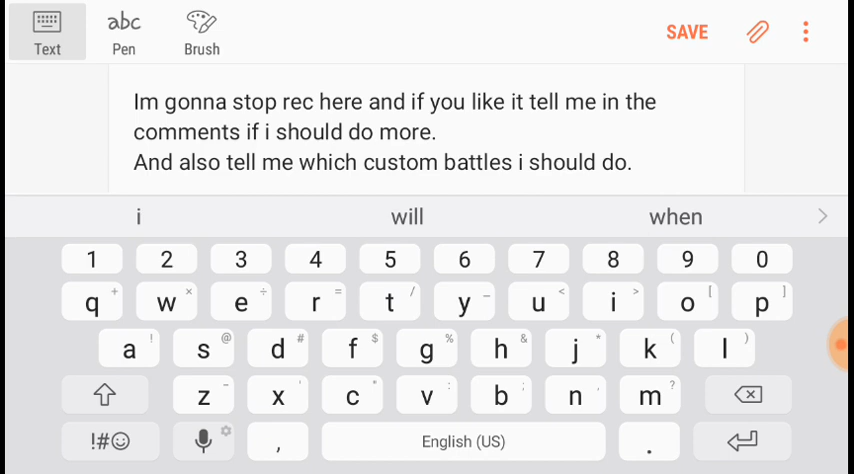 abc
SAVE
Text Pen Brush
Im gonna stop rec here and if you like it tell me in the
comments if i should do more.
And also tell me which custom battles i should do.
i will when
1 2 3 4 5 6 7 8 9 0
q + w × e ÷ r = t / y _ u < i > o [ p ]
a ! s @ d # f $ g % h & j * k ( l )
z - x ' c " v : b ; n , m ?
!#☺ , English (US) .